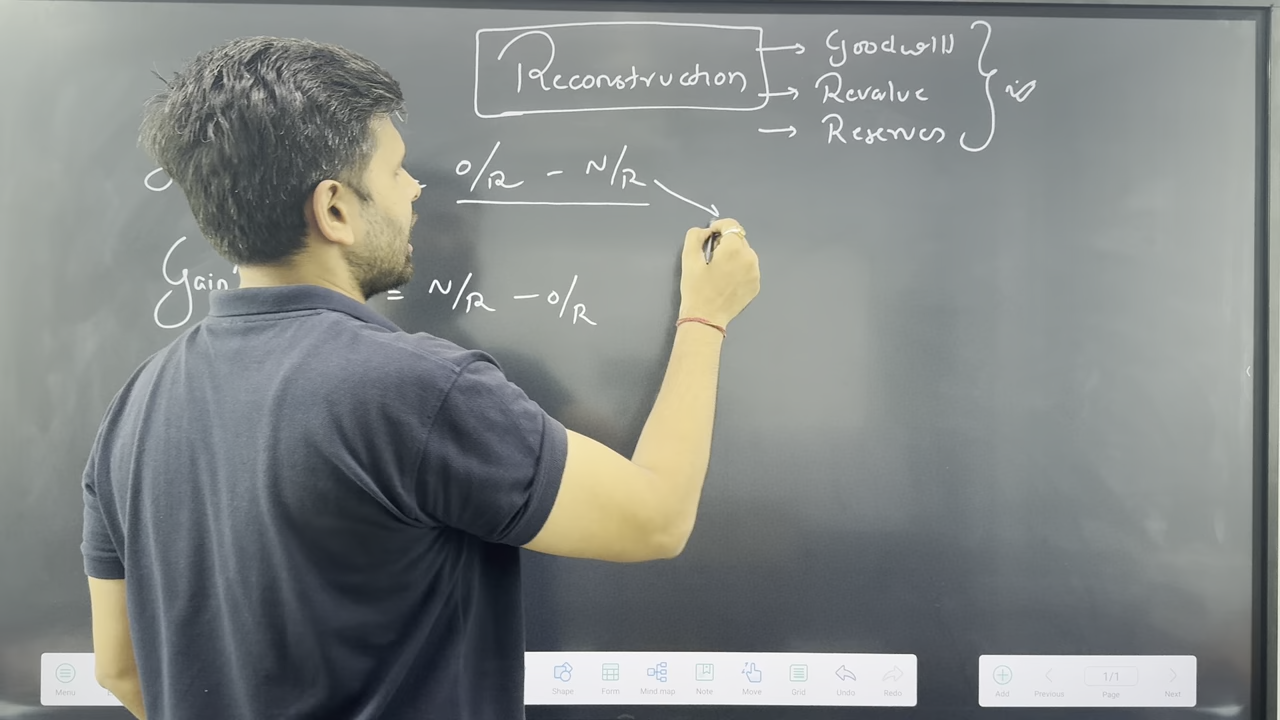 Reconstruction
→ Goodwill
→ Revalue
→ Reserves
O/R - N/R
Gain
= N/R - O/R
Menu
Shape
Form
Mind map
Note
Move
Grid
Undo
Redo
Add
Previous
1/1
Page
Next